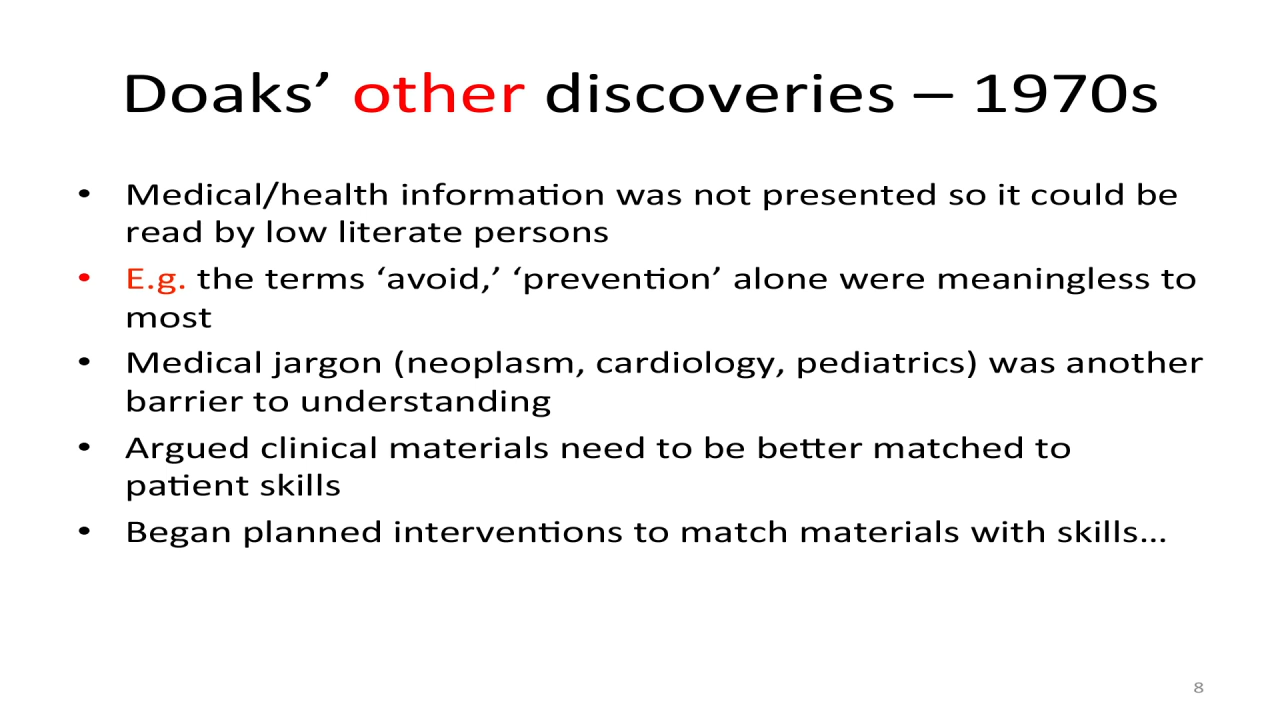 Doaks’ other discoveries – 1970s
• Medical/health information was not presented so it could be
read by low literate persons
• E.g. the terms ‘avoid,’ ‘prevention’ alone were meaningless to
most
• Medical jargon (neoplasm, cardiology, pediatrics) was another
barrier to understanding
• Argued clinical materials need to be better matched to
patient skills
• Began planned interventions to match materials with skills…
8